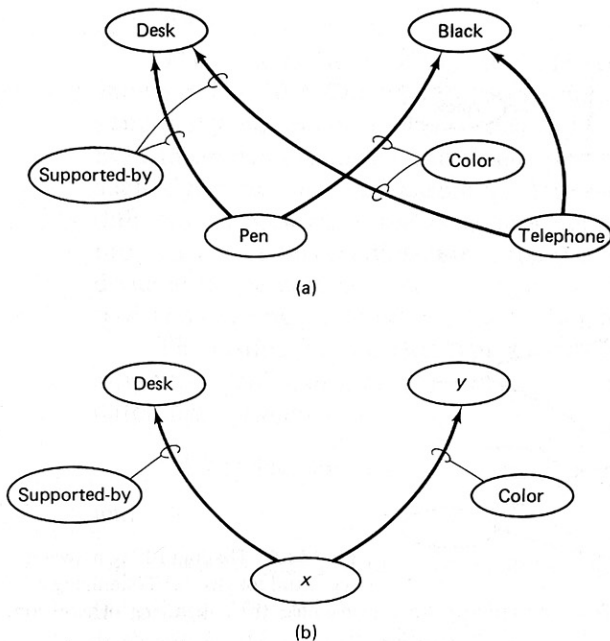 Desk
Black
Supported-by
Color
Pen
Telephone
(a)
Desk
y
Supported-by
Color
x
(b)